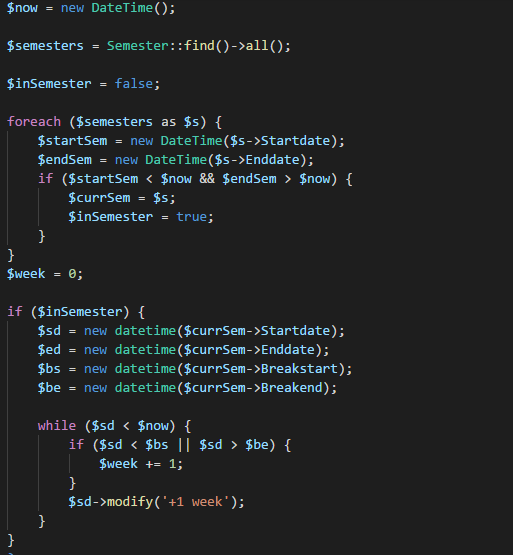 $now = new DateTime();
$semesters = Semester::find()->all();
$inSemester = false;
foreach ($semesters as $s) {
$startSem = new DateTime($s->Startdate);
$endSem = new DateTime($s->Enddate);
if ($startSem < $now && $endSem > $now) {
$currSem = $s;
$inSemester = true;
}
}
$week = 0;
if ($inSemester) {
$sd = new datetime($currSem->Startdate);
$ed = new datetime($currSem->Enddate);
$bs = new datetime($currSem->Breakstart);
$be = new datetime($currSem->Breakend);
while ($sd < $now) {
if ($sd < $bs || $sd > $be) {
$week += 1;
}
$sd->modify('+1 week');
}
}